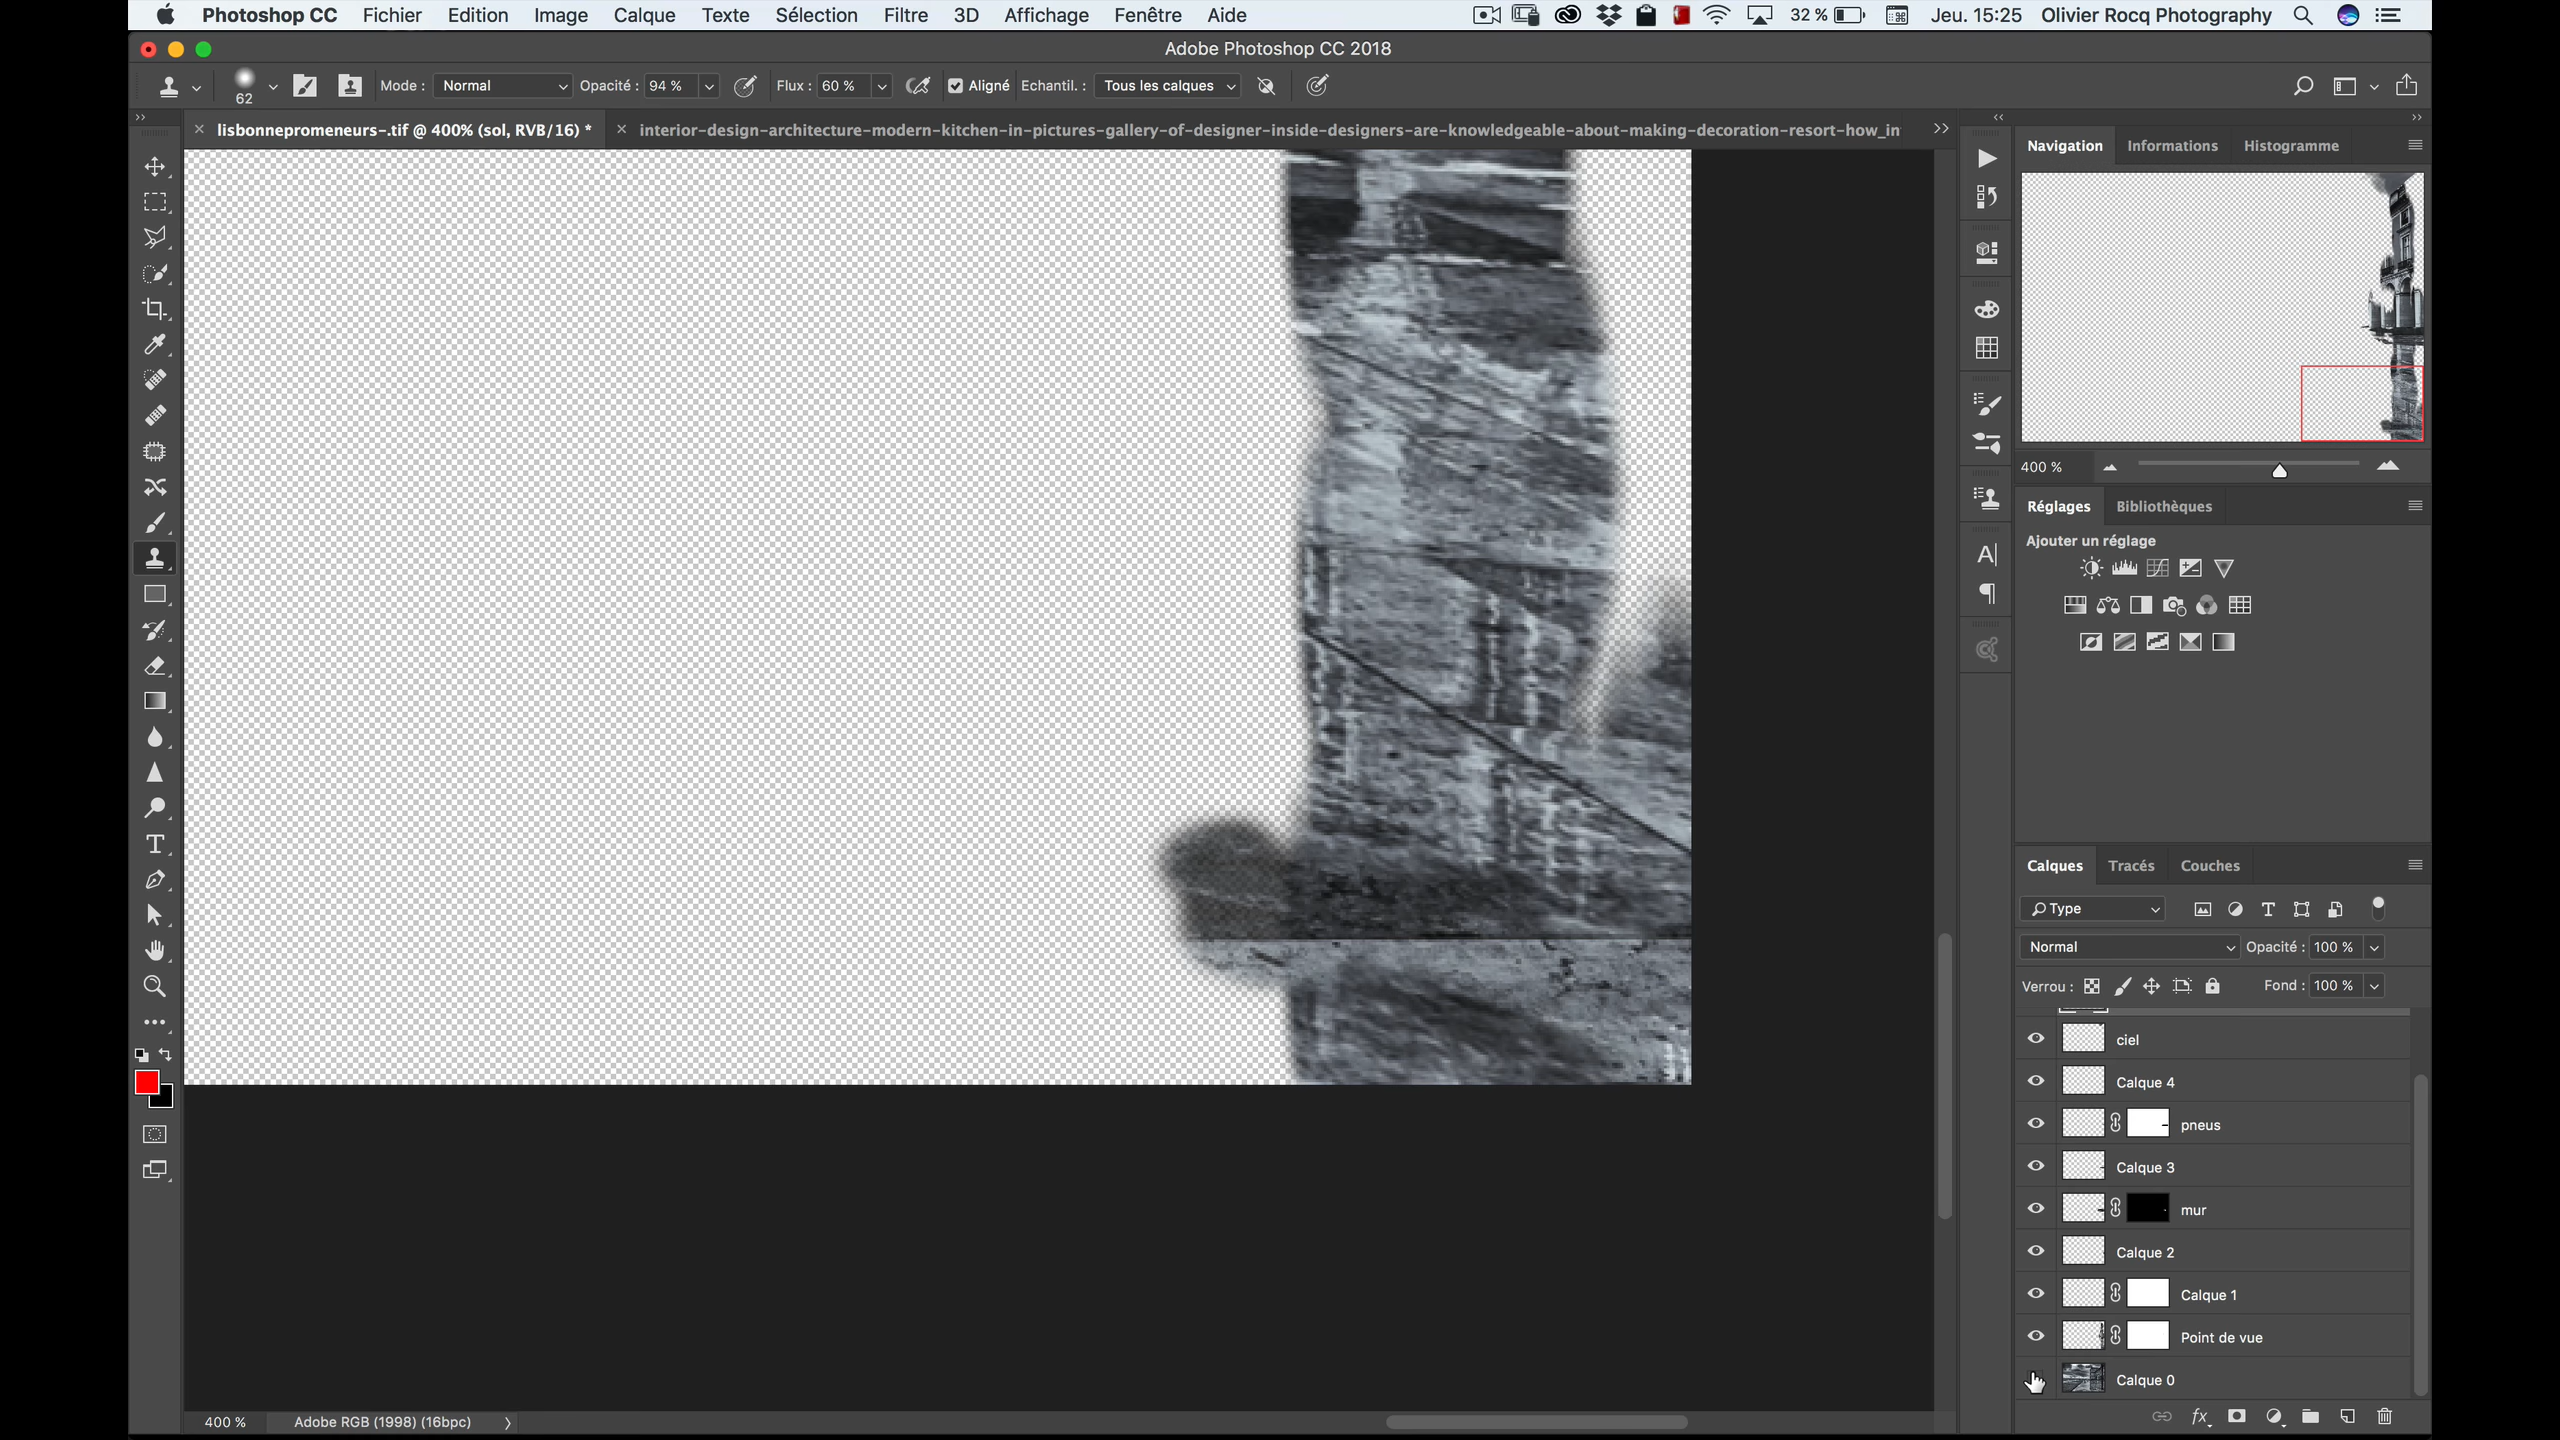 Photoshop CC Fichier Edition Image Calque Texte Sélection Filtre 3D Affichage Fenêtre Aide 32 % Jeu. 15:25 Olivier Rocq Photography
Adobe Photoshop CC 2018
62 Mode : Normal Opacité : 94 % Flux : 60 % Aligné Echantil. : Tous les calques
lisbonnepromeneurs-.tif @ 400% (sol, RVB/16) * interior-design-architecture-modern-kitchen-in-pictures-gallery-of-designer-inside-designers-are-knowledgeable-about-making-decoration-resort-how_in
Navigation Informations Histogramme
400 %
Réglages Bibliothèques
Ajouter un réglage
Calques Tracés Couches
Type
Normal Opacité : 100 %
Verrou : Fond : 100 %
ciel
Calque 4
pneus
Calque 3
mur
Calque 2
Calque 1
Point de vue
Calque 0
400 % Adobe RGB (1998) (16bpc)